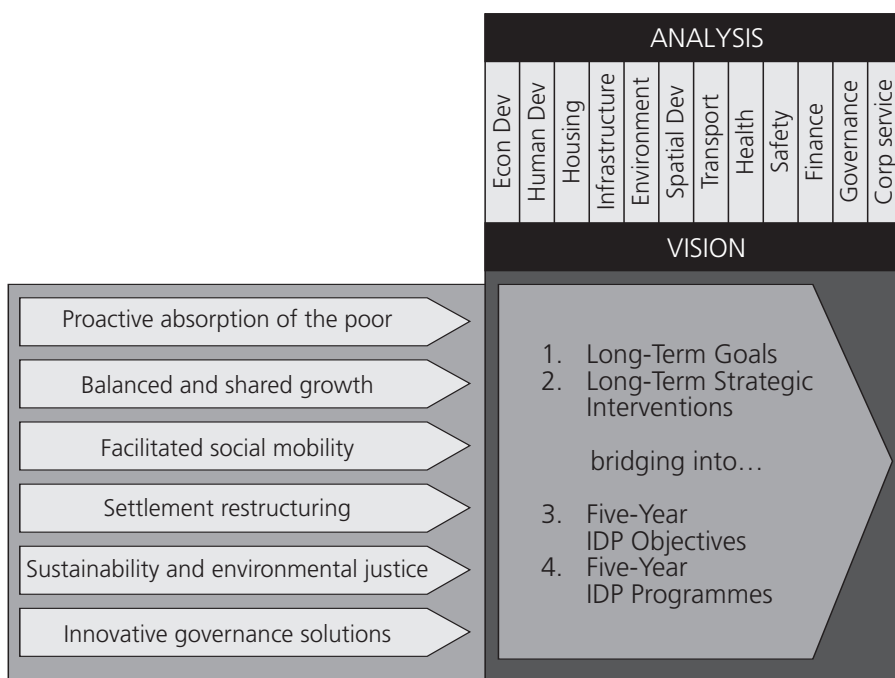 ANALYSIS
Econ Dev
Human Dev
Housing
Infrastructure
Environment
Spatial Dev
Transport
Health
Safety
Finance
Governance
Corp service
VISION
Proactive absorption of the poor
Balanced and shared growth
Facilitated social mobility
Settlement restructuring
Sustainability and environmental justice
Innovative governance solutions
1. Long-Term Goals
2. Long-Term Strategic
Interventions
bridging into…
3. Five-Year
IDP Objectives
4. Five-Year
IDP Programmes